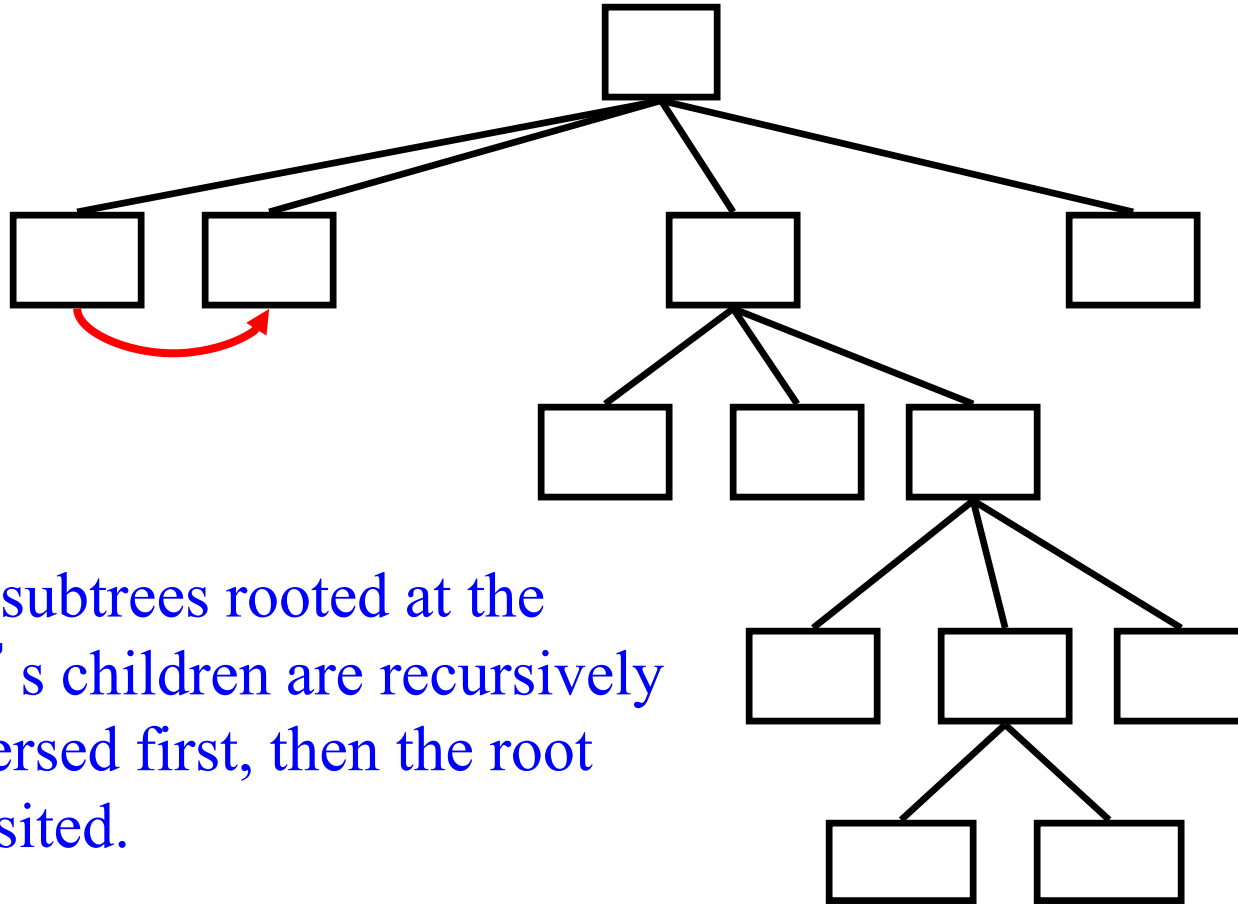 subtrees rooted at the
’ s children are recursively
ersed first, then the root
sited.